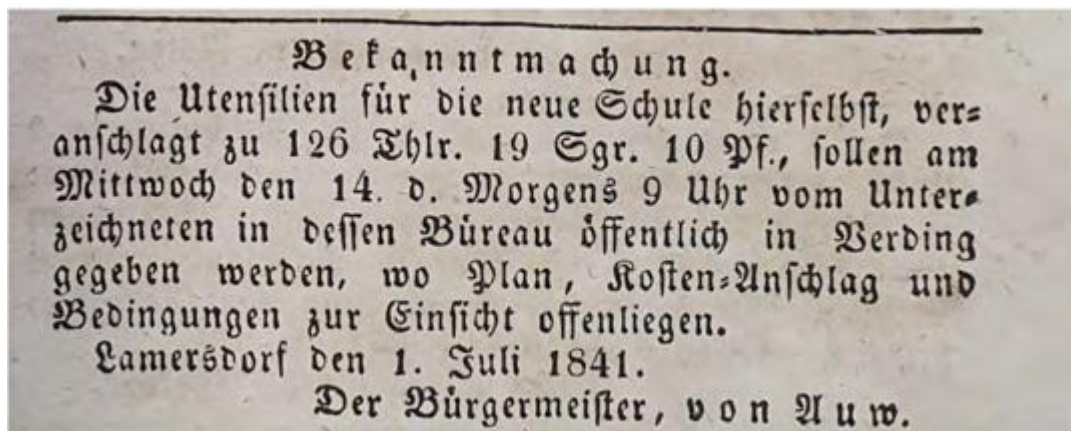 Bekanntmachung.
Die Utensilien für die neue Schule hierselbst, ver-
anschlagt zu 126 Thlr. 19 Sgr. 10 Pf., sollen am
Mittwoch den 14. d. Morgens 9 Uhr vom Unter-
zeichneten in dessen Büreau öffentlich in Verding
gegeben werden, wo Plan, Kosten-Anschlag und
Bedingungen zur Einsicht offenliegen.
Lamersdorf den 1. Juli 1841.
Der Bürgermeister, von Auw.